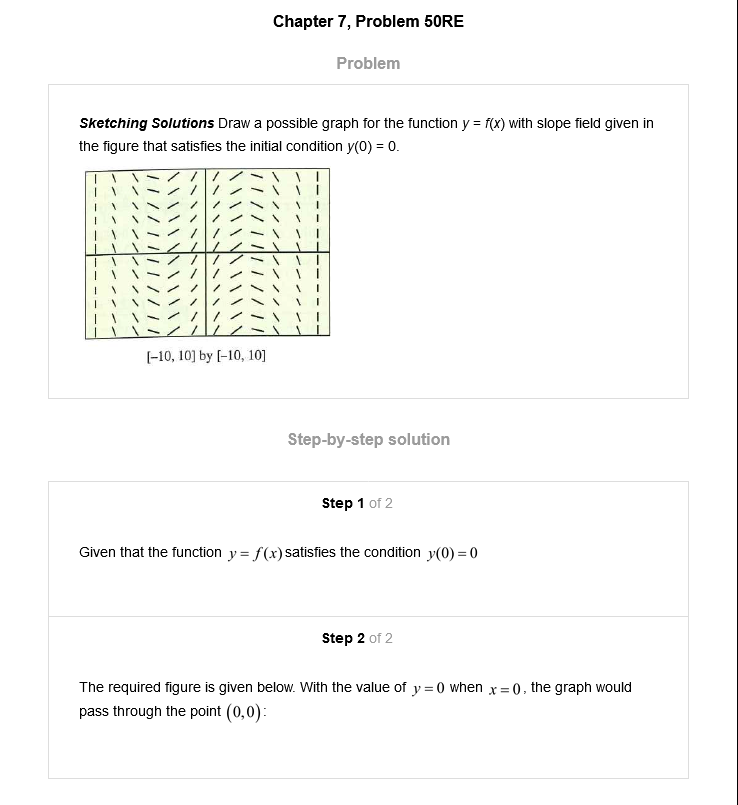 Chapter 7, Problem 50RE
Problem
Sketching Solutions Draw a possible graph for the function y = f(x) with slope field given in
the figure that satisfies the initial condition y(0) = 0.
[−10, 10] by [−10, 10]
Step-by-step solution
Step 1 of 2
Given that the function y = f(x) satisfies the condition y(0) = 0
Step 2 of 2
The required figure is given below. With the value of y = 0 when x = 0, the graph would
pass through the point (0,0):